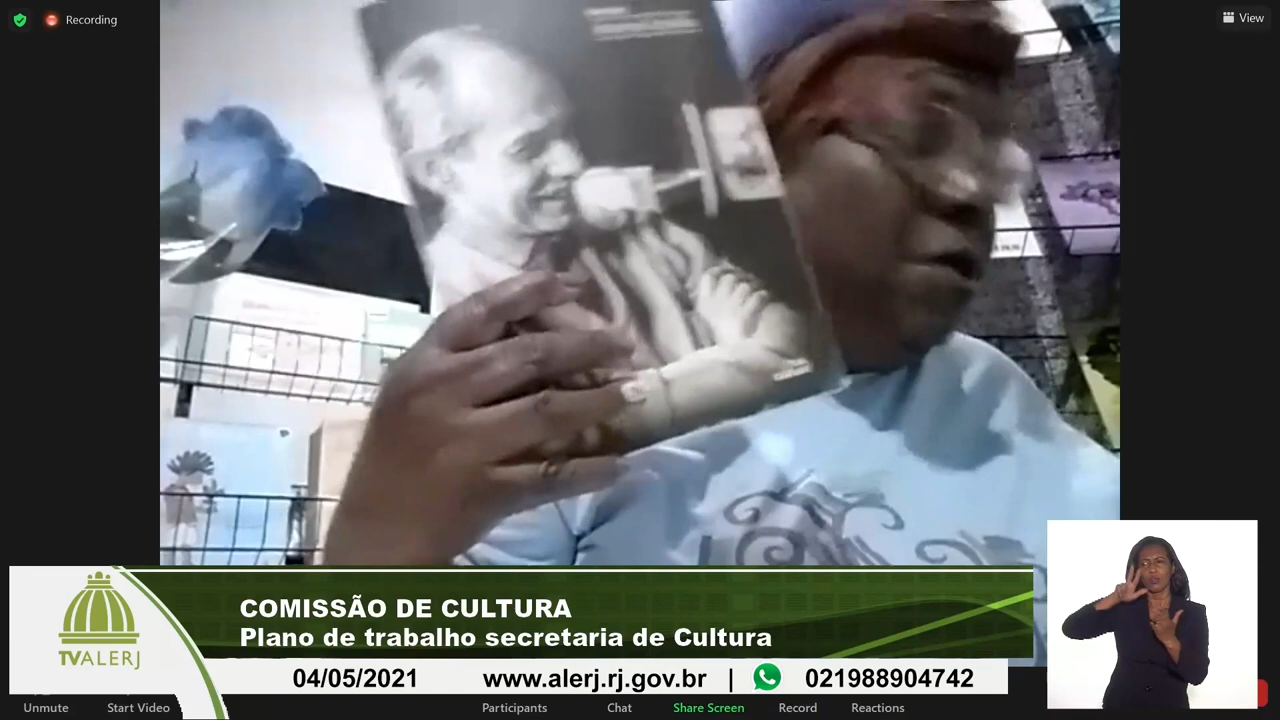 Recording
View
COMISSÃO DE CULTURA
Plano de trabalho secretaria de Cultura
TVALERJ
04/05/2021 www.alerj.rj.gov.br | 021988904742
Unmute Start Video Participants Chat Share Screen Record Reactions